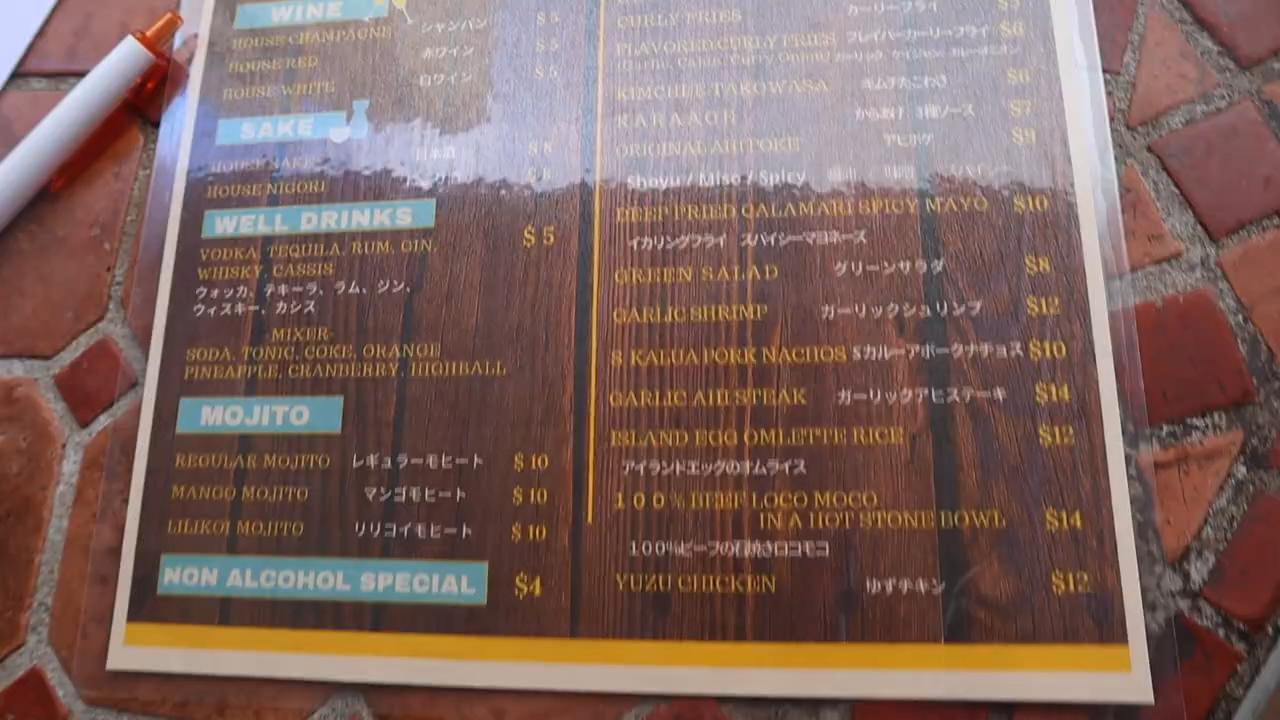 WINE
HOUSE CHAMPAGNE シャンパン $5
HOUSE RED 赤ワイン $5
HOUSE WHITE 白ワイン $5
SAKE
HOUSE SAKE 日本酒 $8
HOUSE NIGORI
WELL DRINKS $5
VODKA, TEQUILA, RUM, GIN,
WHISKY, CASSIS
ウォッカ、テキーラ、ラム、ジン、
ウィスキー、カシス
-MIXER-
SODA, TONIC, COKE, ORANGE
PINEAPPLE, CRANBERRY, HIGHBALL
MOJITO
REGULAR MOJITO レギュラーモヒート $10
MANGO MOJITO マンゴモヒート $10
LILIKOI MOJITO リリコイモヒート $10
NON ALCOHOL SPECIAL $4
CURLY FRIES カーリーフライ $5
FLAVORED CURLY FRIES フレイバーカーリーフライ $6
KIMCHEE TAKOWASA キムチたこわさ $6
KARAAGE から揚げ 3種ソース $7
ORIGINAL AHI POKE アヒポケ $9
Shoyu / Miso / Spicy
DEEP FRIED CALAMARI SPICY MAYO $10
イカリングフライ スパイシーマヨネーズ
GREEN SALAD グリーンサラダ $8
GARLIC SHRIMP ガーリックシュリンプ $12
S KALUA PORK NACHOS Sカルーアポークナチョス $10
GARLIC AHI STEAK ガーリックアヒステーキ $14
ISLAND EGG OMLETTE RICE $12
アイランドエッグのオムライス
100% BEEF LOCO MOCO
IN A HOT STONE BOWL $14
100%ビーフの石焼きロコモコ
YUZU CHICKEN ゆずチキン $12